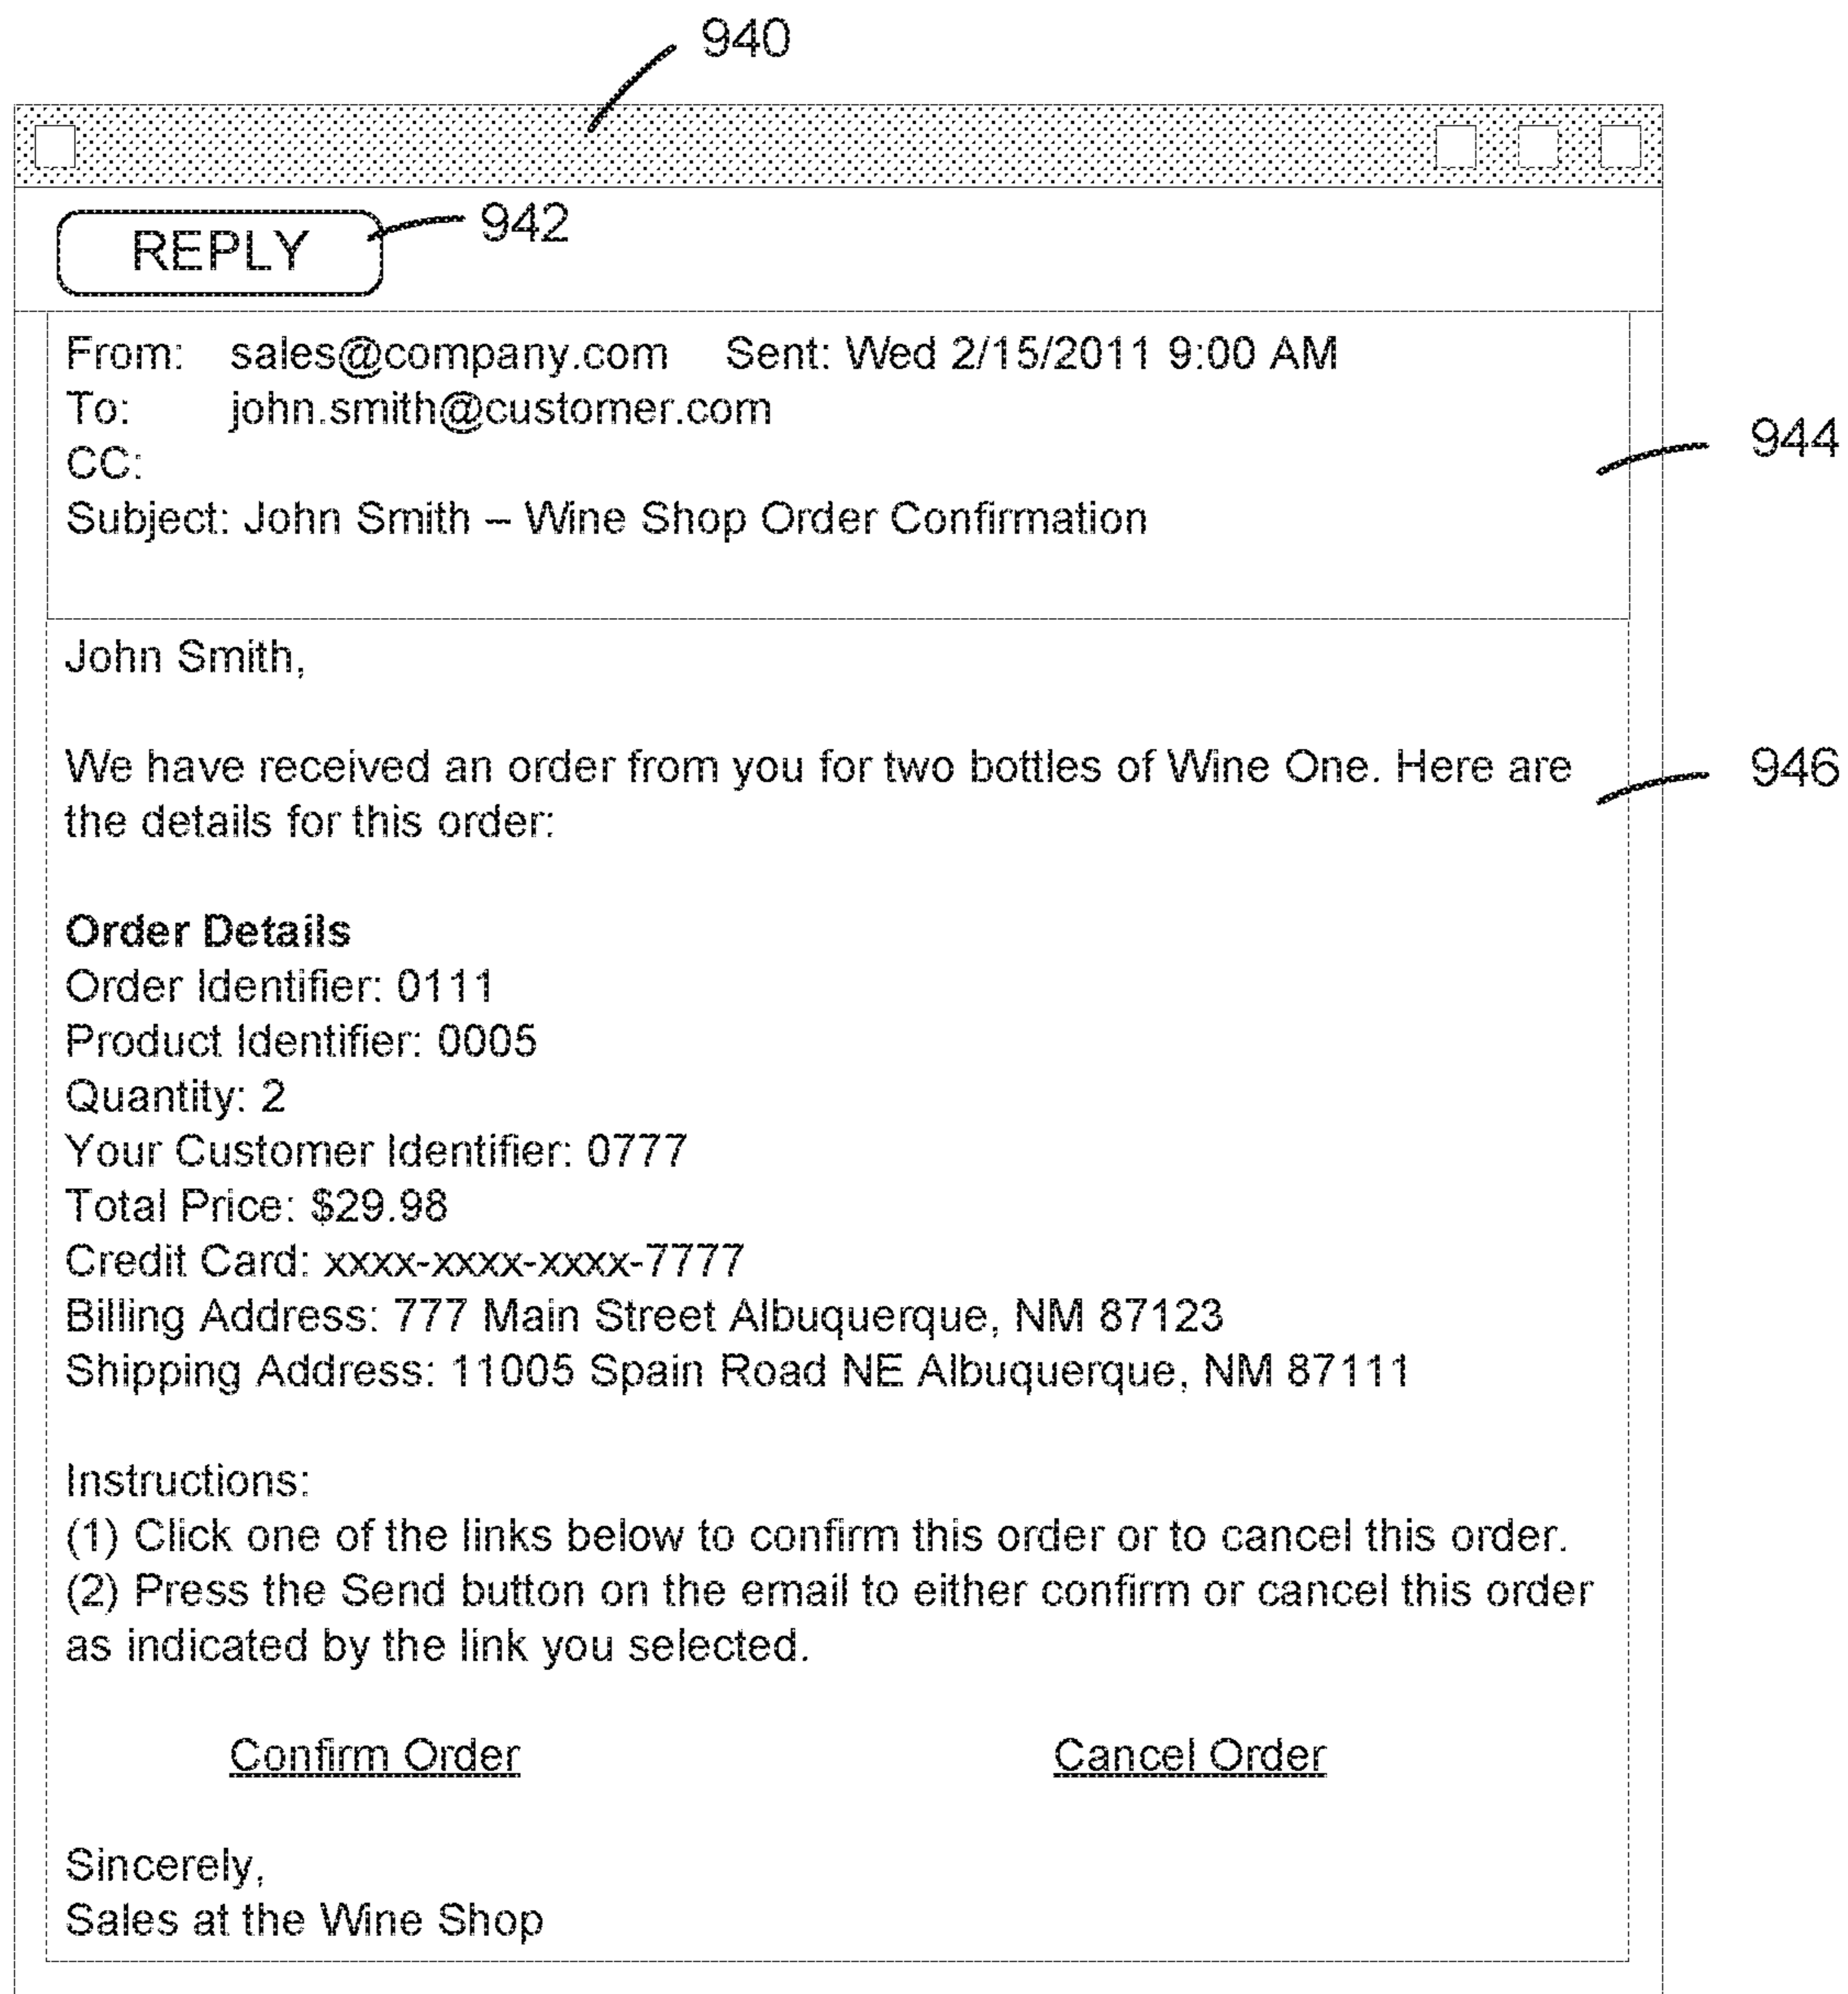 940
REPLY 942
From: sales@company.com Sent: Wed 2/15/2011 9:00 AM
To: john.smith@customer.com
CC:
944
Subject: John Smith – Wine Shop Order Confirmation
John Smith,
We have received an order from you for two bottles of Wine One. Here are
946
the details for this order:
Order Details
Order Identifier: 0111
Product Identifier: 0005
Quantity: 2
Your Customer Identifier: 0777
Total Price: $29.98
Credit Card: xxxx-xxxx-xxxx-7777
Billing Address: 777 Main Street Albuquerque, NM 87123
Shipping Address: 11005 Spain Road NE Albuquerque, NM 87111
Instructions:
(1) Click one of the links below to confirm this order or to cancel this order.
(2) Press the Send button on the email to either confirm or cancel this order
as indicated by the link you selected.
Confirm Order Cancel Order
Sincerely,
Sales at the Wine Shop